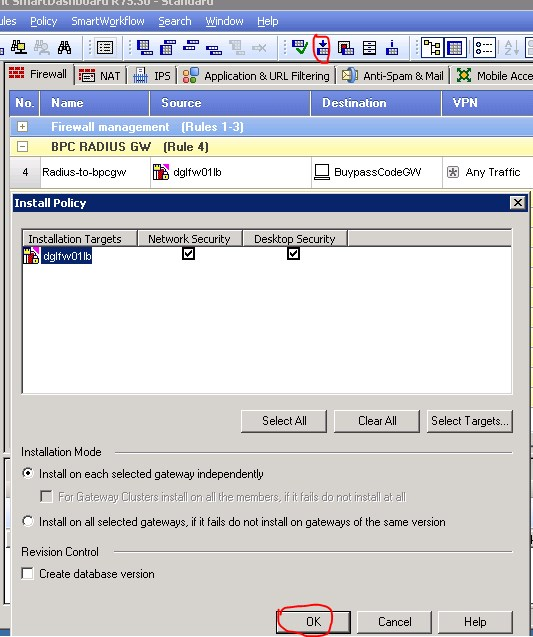 SmartDashboard R75.30 - Standard
ules Policy SmartWorkflow Search Window Help
Firewall NAT IPS Application & URL Filtering Anti-Spam & Mail Mobile Acce
No. Name Source Destination VPN
Firewall management (Rules 1-3)
BPC RADIUS GW (Rule 4)
4 Radius-to-bpcgw dglfw01lb BuypassCodeGW Any Traffic
Install Policy
Installation Targets Network Security Desktop Security
dglfw01lb
Select All Clear All Select Targets...
Installation Mode
Install on each selected gateway independently
For Gateway Clusters install on all the members, if it fails do not install at all
Install on all selected gateways, if it fails do not install on gateways of the same version
Revision Control
Create database version
OK Cancel Help